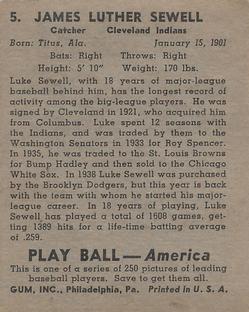 5. JAMES LUTHER SEWELL
Catcher Cleveland Indians
Born: Titus, Ala. January 15, 1901
Bats: Right Throws: Right
Height: 5' 10" Weight: 170 lbs.
Luke Sewell, with 18 years of major-league
baseball behind him, has the longest record of
activity among the big-league players. He was
signed by Cleveland in 1921, who acquired him
from Columbus. Luke spent 12 seasons with
the Indians, and was traded by them to the
Washington Senators in 1933 for Roy Spencer.
In 1935, he was traded to the St. Louis Browns
for Bump Hadley and then sold to the Chicago
White Sox. In 1938 Luke Sewell was purchased
by the Brooklyn Dodgers, but this year is back
with the team with whom he started his major-
league career. In 18 years of playing, Luke
Sewell has played a total of 1608 games, get-
ting 1389 hits for a life-time batting average
of .259.
PLAY BALL — America
This is one of a series of 250 pictures of leading
baseball players. Save to get them all.
GUM, INC., Philadelphia, Pa. Printed in U. S. A.